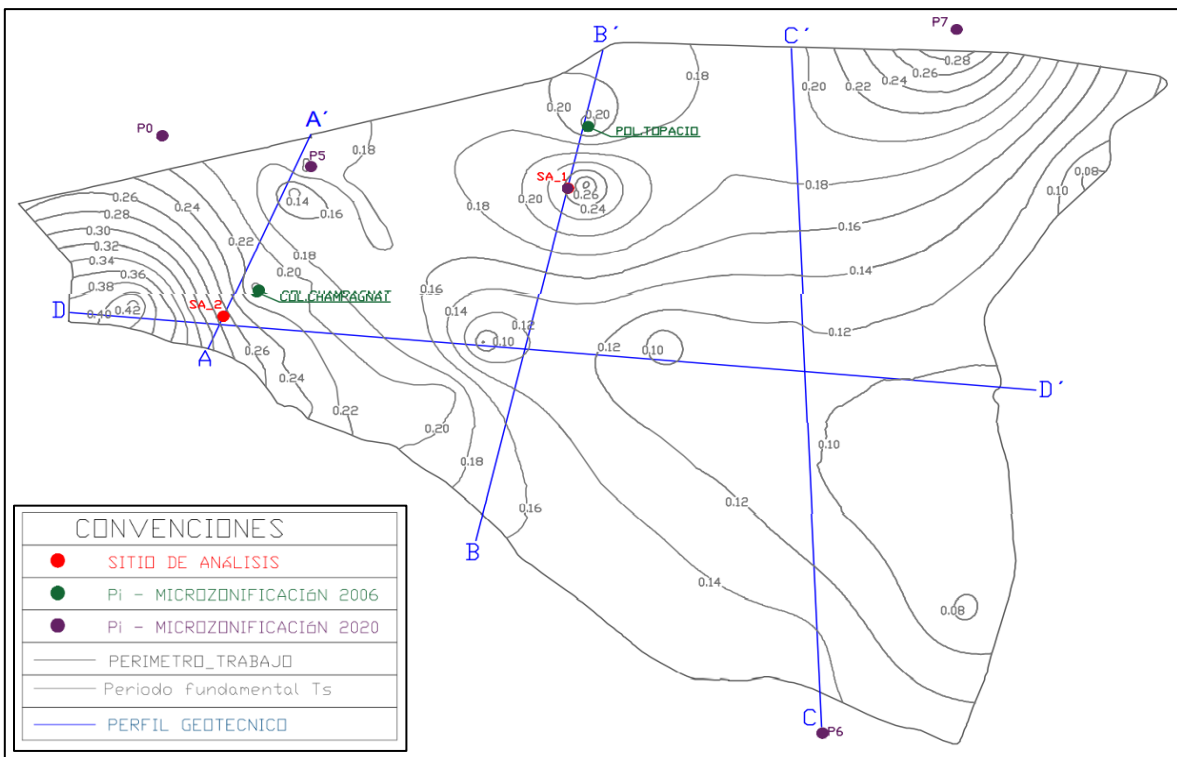 B′
C′
P7
0.18
0.28
0.26
0.24
0.22
0.20
0.20
0.20
POL.TOPACIO
P0
A′
P5
0.18
SA_1
0.26
0.24
0.20
0.18
0.18
0.08
0.10
0.14
0.16
0.26
0.24
0.28
0.22
0.30
0.18
0.16
0.32
0.34
0.20
0.14
0.36
0.38
0.16
COL.CHAMPAGNAT
SA_2
D
0.40
0.42
0.14
0.12
0.12
0.10
0.12
0.10
A
0.26
0.24
D′
0.22
0.20
0.10
0.18
0.12
0.16
B
0.14
0.08
C
P6
CONVENCIONES
SITIO DE ANÁLISIS
Pi - MICROZONIFICACIÓN 2006
Pi - MICROZONIFICACIÓN 2020
PERIMETRO_TRABAJO
Periodo fundamental Ts
PERFIL GEOTECNICO